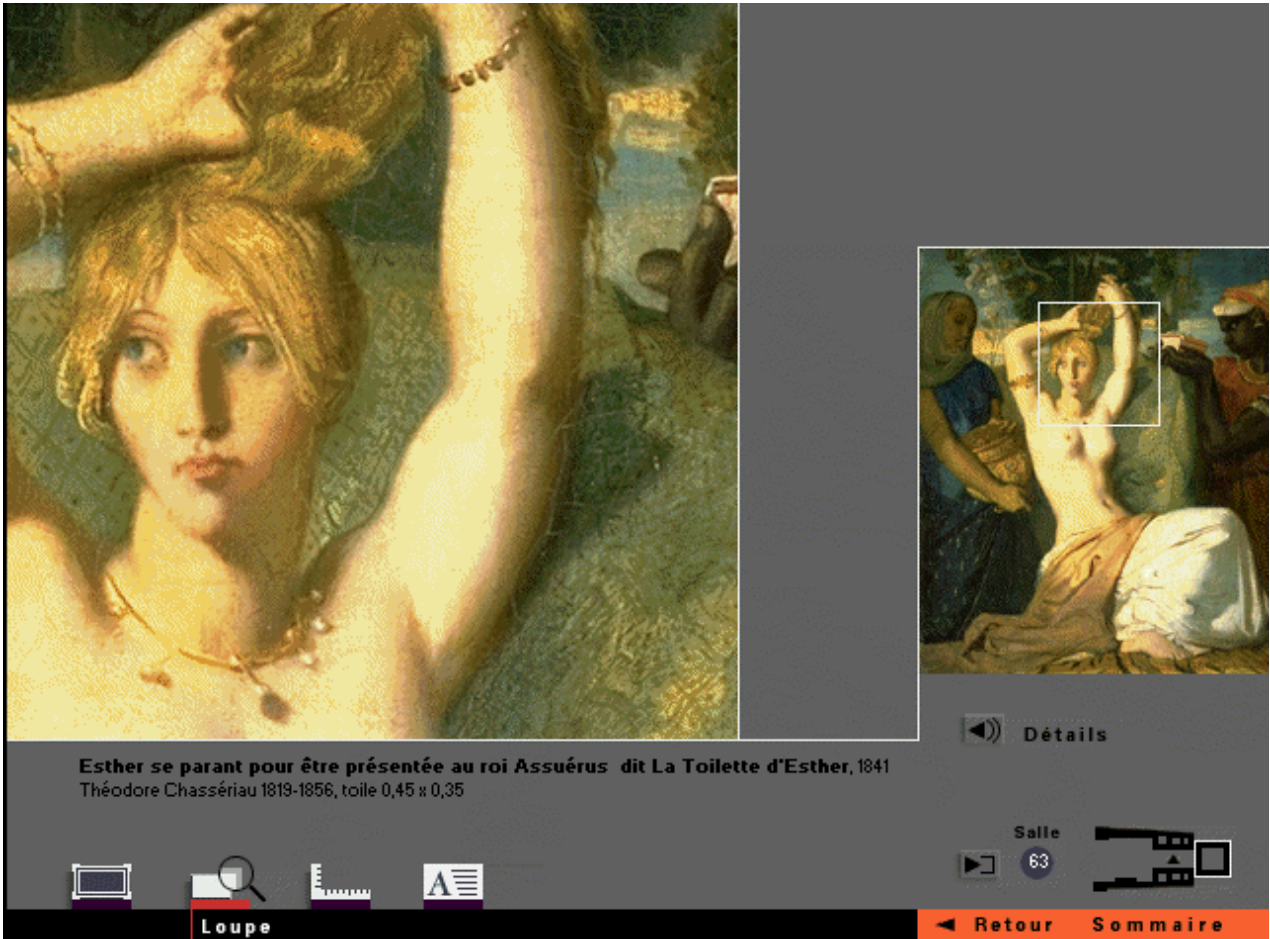 Détails
Esther se parant pour être présentée au roi Assuérus dit La Toilette d'Esther, 1841
Théodore Chassériau 1819-1856, toile 0,45 x 0,35
Salle
63
A
Loupe
Retour Sommaire